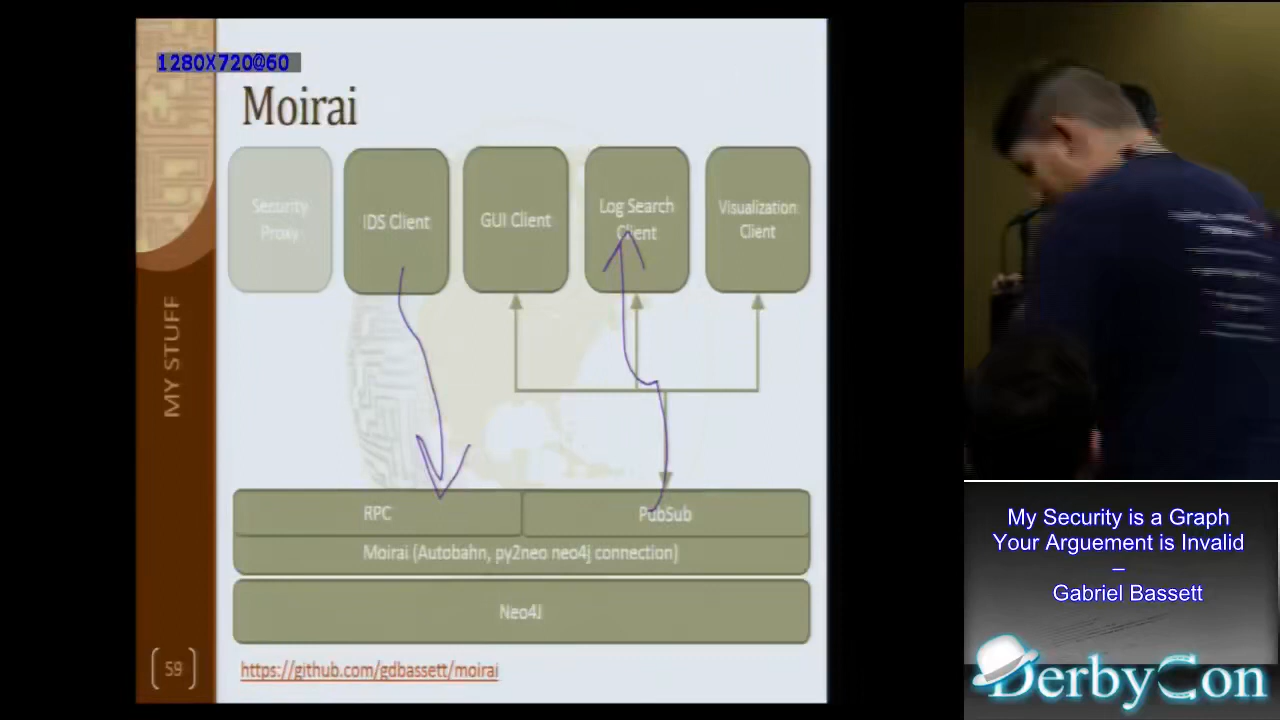 1280X720@60
Moirai
Security
Proxy
IDS Client
GUI Client
Log Search
Client
Visualization
Client
MY STUFF
RPC
PubSub
Moirai (Autobahn, py2neo neo4j connection)
Neo4J
59
https://github.com/gdbassett/moirai
My Security is a Graph
Your Arguement is Invalid
–
Gabriel Bassett
DerbyCon